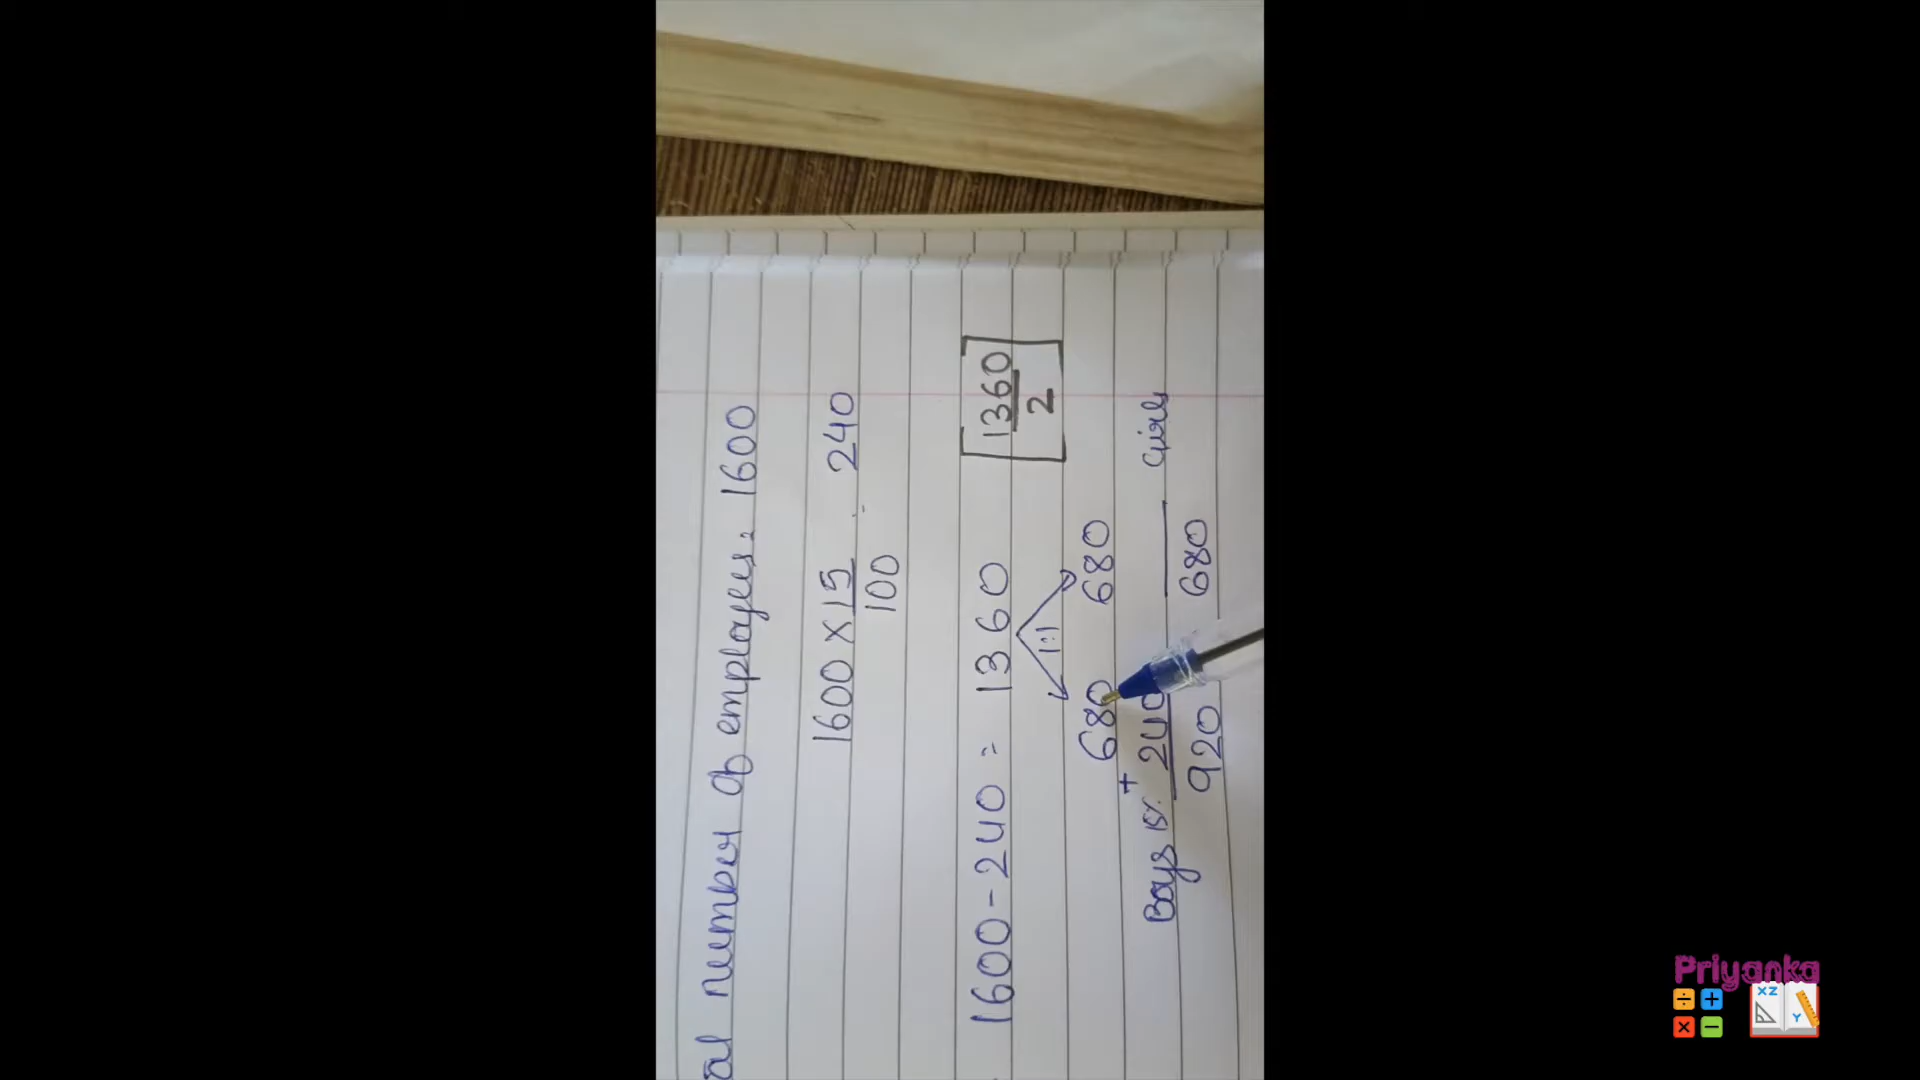 al number of employees = 1600
1600 × 15/100 = 240
1600 - 240 = 1360
1360/2
1:1
680 680
+
Boys 15% 240 Girls
920 680
Priyanka
÷ +
× −
XZ
Y